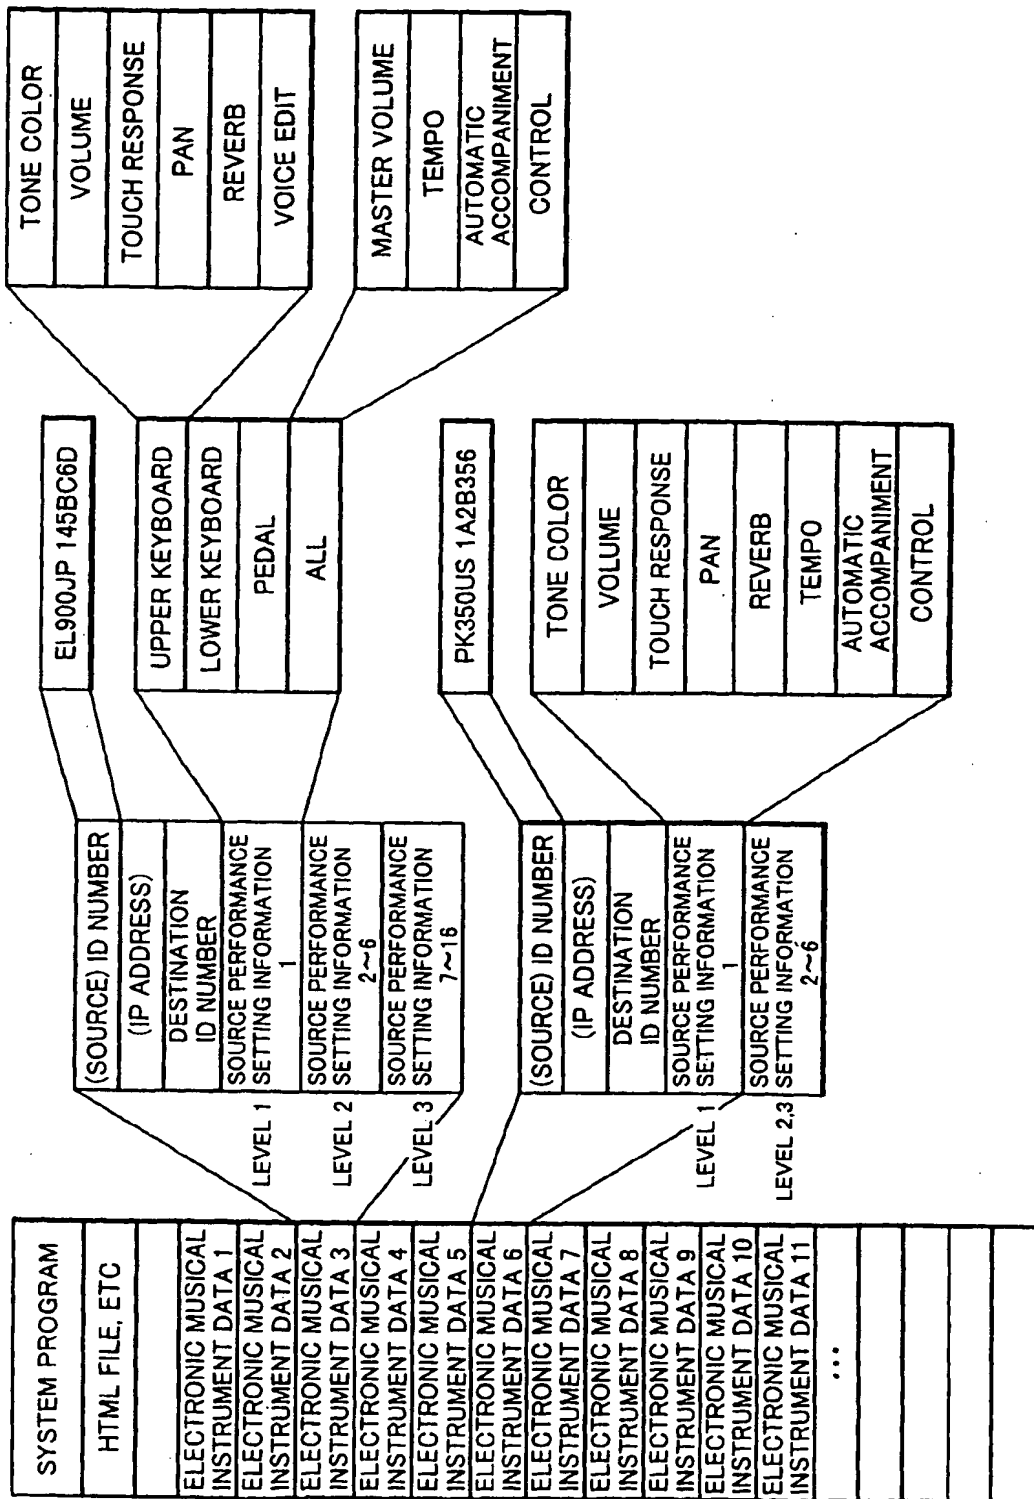 SYSTEM PROGRAM
HTML FILE, ETC
ELECTRONIC MUSICAL
INSTRUMENT DATA 1
ELECTRONIC MUSICAL
INSTRUMENT DATA 2
ELECTRONIC MUSICAL
INSTRUMENT DATA 3
ELECTRONIC MUSICAL
INSTRUMENT DATA 4
ELECTRONIC MUSICAL
INSTRUMENT DATA 5
ELECTRONIC MUSICAL
INSTRUMENT DATA 6
ELECTRONIC MUSICAL
INSTRUMENT DATA 7
ELECTRONIC MUSICAL
INSTRUMENT DATA 8
ELECTRONIC MUSICAL
INSTRUMENT DATA 9
ELECTRONIC MUSICAL
INSTRUMENT DATA 10
ELECTRONIC MUSICAL
INSTRUMENT DATA 11
...
(SOURCE) ID NUMBER
(IP ADDRESS)
DESTINATION
ID NUMBER
LEVEL 1
SOURCE PERFORMANCE
SETTING INFORMATION
1
LEVEL 2
SOURCE PERFORMANCE
SETTING INFORMATION
2~6
LEVEL 3
SOURCE PERFORMANCE
SETTING INFORMATION
7~16
(SOURCE) ID NUMBER
(IP ADDRESS)
DESTINATION
ID NUMBER
LEVEL 1
SOURCE PERFORMANCE
SETTING INFORMATION
1
LEVEL 2,3
SOURCE PERFORMANCE
SETTING INFORMATION
2~6
EL900JP 145BC6D
UPPER KEYBOARD
LOWER KEYBOARD
PEDAL
ALL
PK350US 1A2B356
TONE COLOR
VOLUME
TOUCH RESPONSE
PAN
REVERB
TEMPO
AUTOMATIC
ACCOMPANIMENT
CONTROL
TONE COLOR
VOLUME
TOUCH RESPONSE
PAN
REVERB
VOICE EDIT
MASTER VOLUME
TEMPO
AUTOMATIC
ACCOMPANIMENT
CONTROL